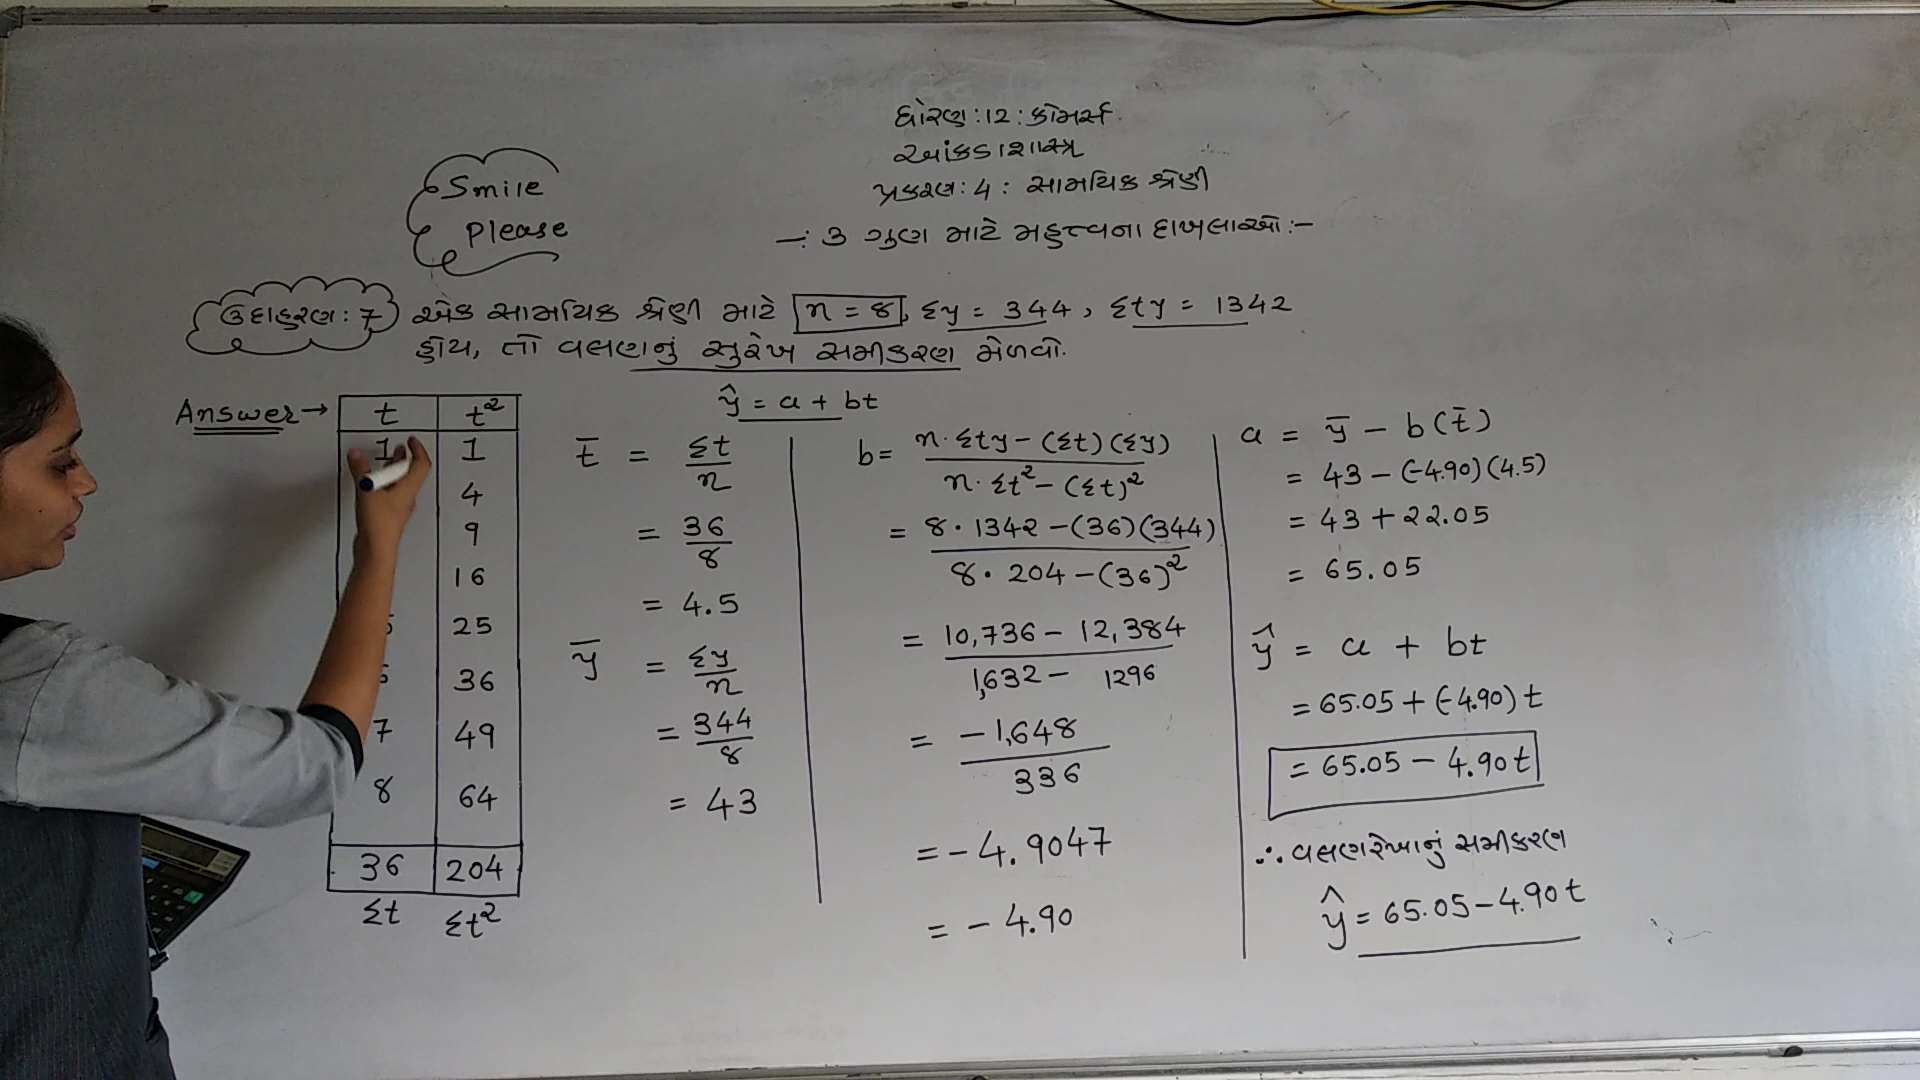 ધોરણ : 12 : કોમર્સ.
આંકડાશાસ્ત્ર
પ્રકરણ : 4 : સામયિક શ્રેણી
-: 3 ગુણ માટે મહત્ત્વના દાખલાઓ :-
Smile
Please
ઉદાહરણ : 7 એક સામયિક શ્રેણી માટે n = 8, Σy = 344, Σty = 1342
હોય, તો વલણનું સુરેખ સમીકરણ મેળવો.
Answer →
ŷ = a + bt
t t²
1 1
4
9
16
5 25
6 36
7 49
8 64
36 204
Σt Σt²
t̄ = Σt/n
= 36/8
= 4.5
ȳ = Σy/n
= 344/8
= 43
b = n·Σty - (Σt)(Σy) / n·Σt² - (Σt)²
= 8·1342 - (36)(344) / 8·204 - (36)²
= 10,736 - 12,384 / 1,632 - 1296
= -1,648 / 336
= -4.9047
= -4.90
a = ȳ - b(t̄)
= 43 - (-4.90)(4.5)
= 43 + 22.05
= 65.05
ŷ = a + bt
= 65.05 + (-4.90)t
= 65.05 - 4.90t
∴ વલણરેખાનું સમીકરણ
ŷ = 65.05 - 4.90t